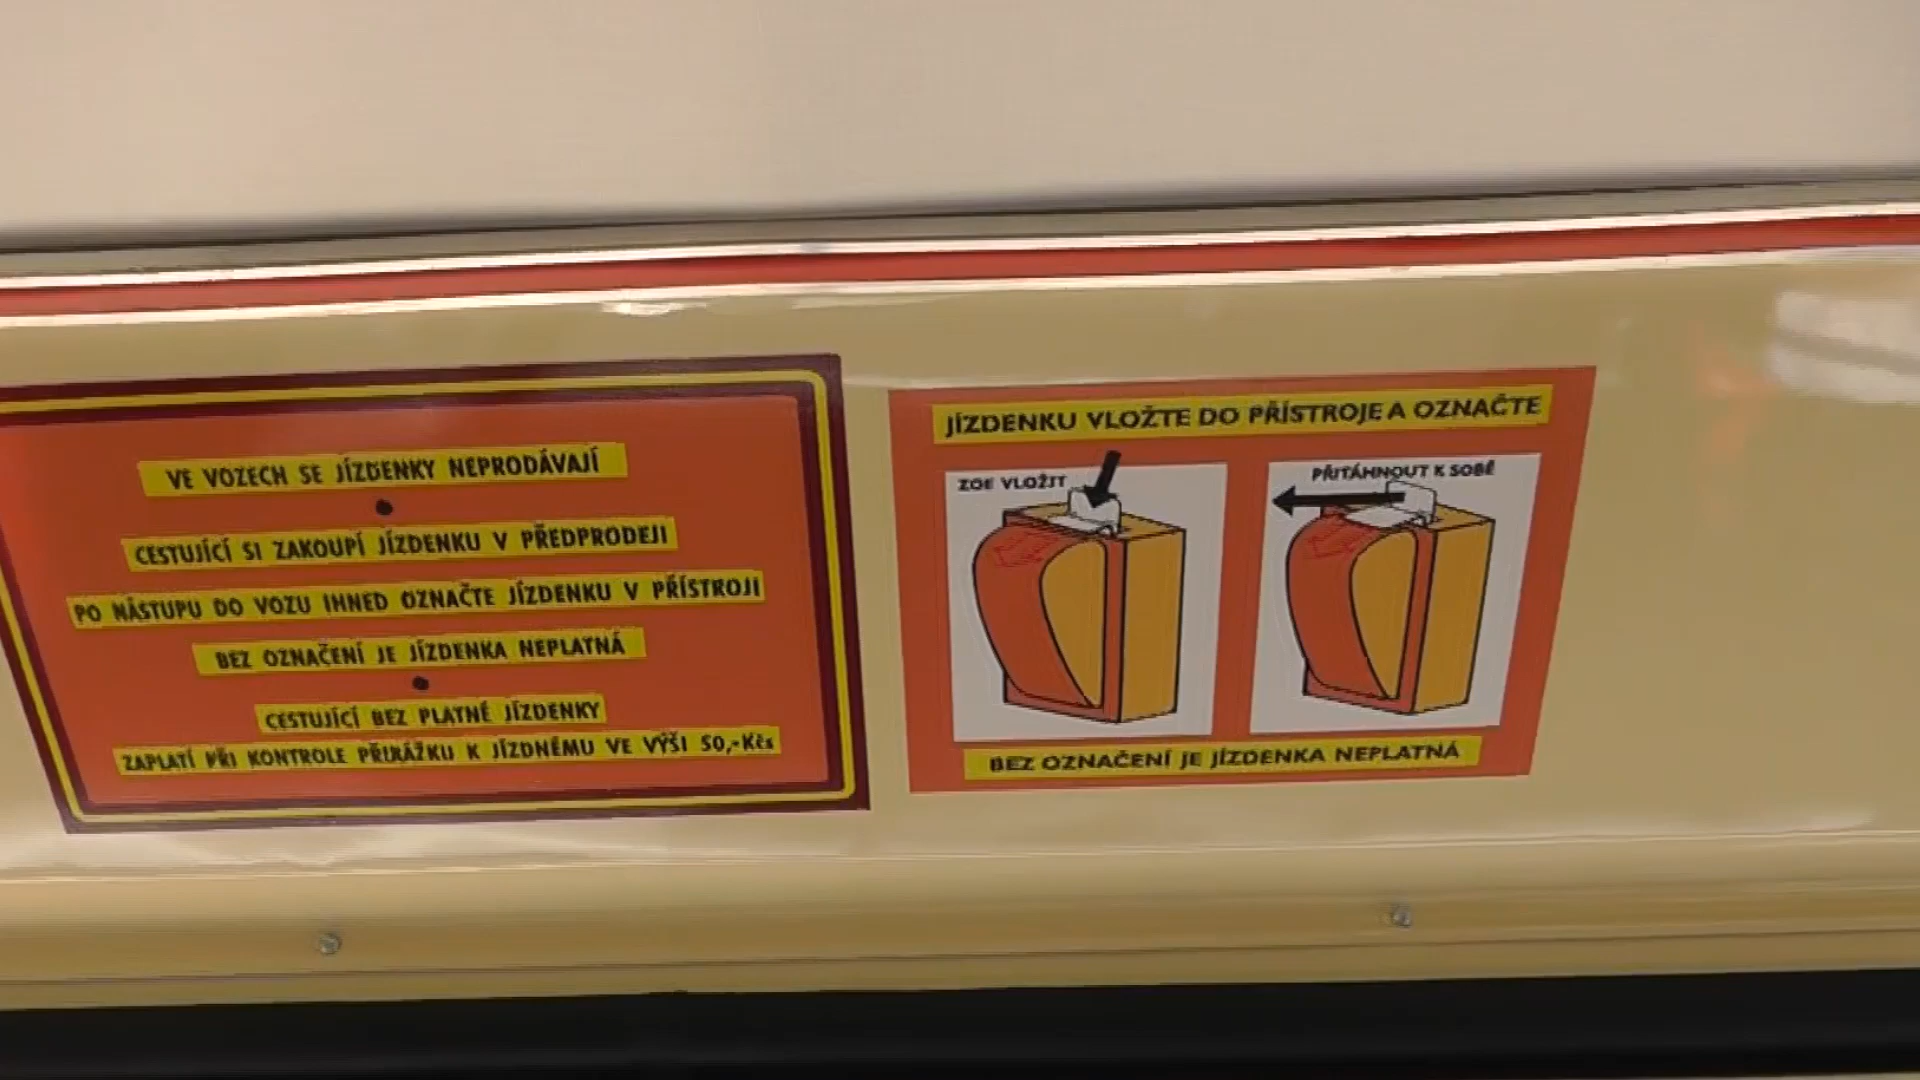 VE VOZECH SE JÍZDENKY NEPRODÁVAJÍ
CESTUJÍCÍ SI ZAKOUPÍ JÍZDENKU V PŘEDPRODEJI
PO NÁSTUPU DO VOZU IHNED OZNAČTE JÍZDENKU V PŘÍSTROJI
BEZ OZNAČENÍ JE JÍZDENKA NEPLATNÁ
CESTUJÍCÍ BEZ PLATNÉ JÍZDENKY
ZAPLATÍ PŘI KONTROLE PŘIRÁŽKU K JÍZDNÉMU VE VÝŠI 50,-Kčs
JÍZDENKU VLOŽTE DO PŘÍSTROJE A OZNAČTE
ZDE VLOŽIT
PŘITÁHNOUT K SOBĚ
BEZ OZNAČENÍ JE JÍZDENKA NEPLATNÁ